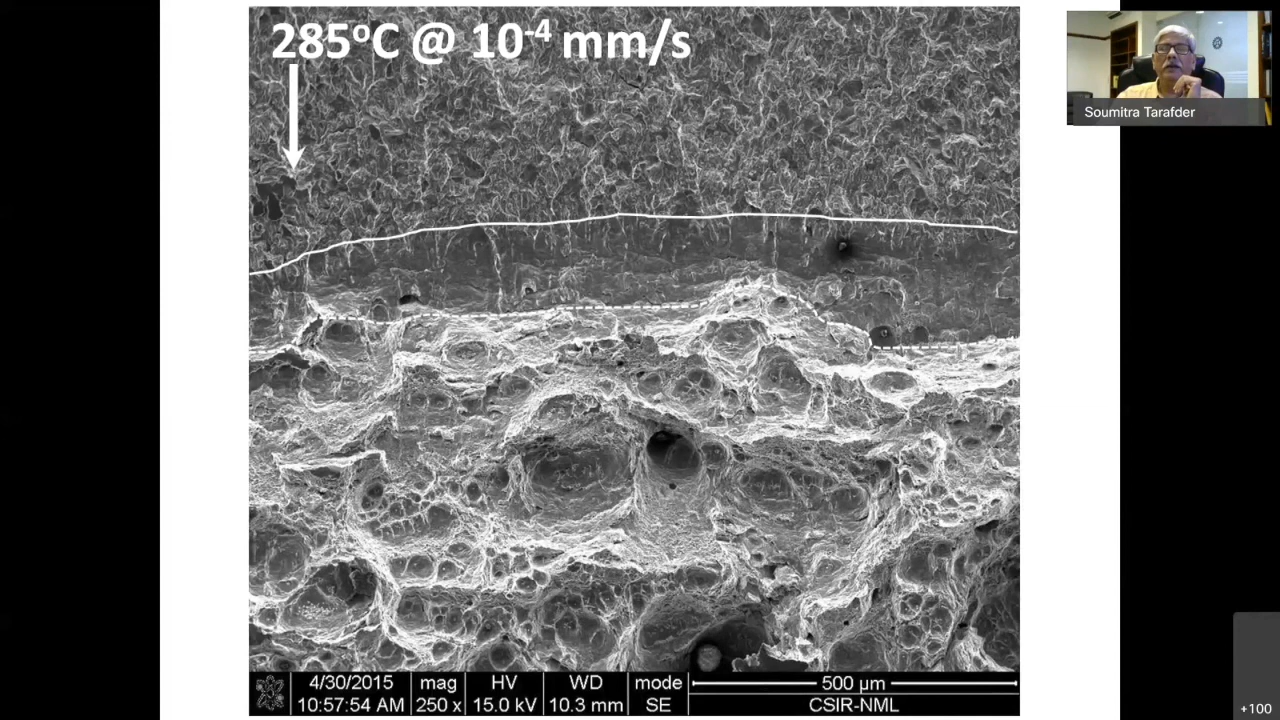 285ºC @ 10⁻⁴ mm/s
Soumitra Tarafder
4/30/2015 mag HV WD mode 500 µm
10:57:54 AM 250 x 15.0 kV 10.3 mm SE CSIR-NML
+100